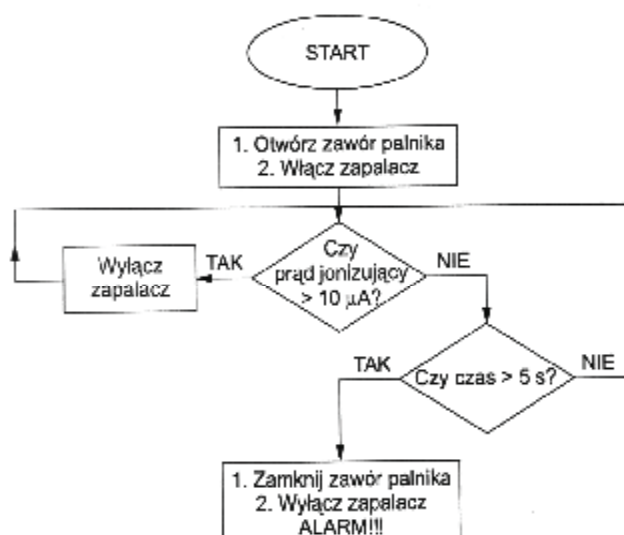 START
1. Otwórz zawór palnika
2. Włącz zapalacz
Czy
prąd jonizujący
> 10 µA?
TAK
NIE
Wyłącz
zapalacz
Czy czas > 5 s?
TAK
NIE
1. Zamknij zawór palnika
2. Wyłącz zapalacz
ALARM!!!